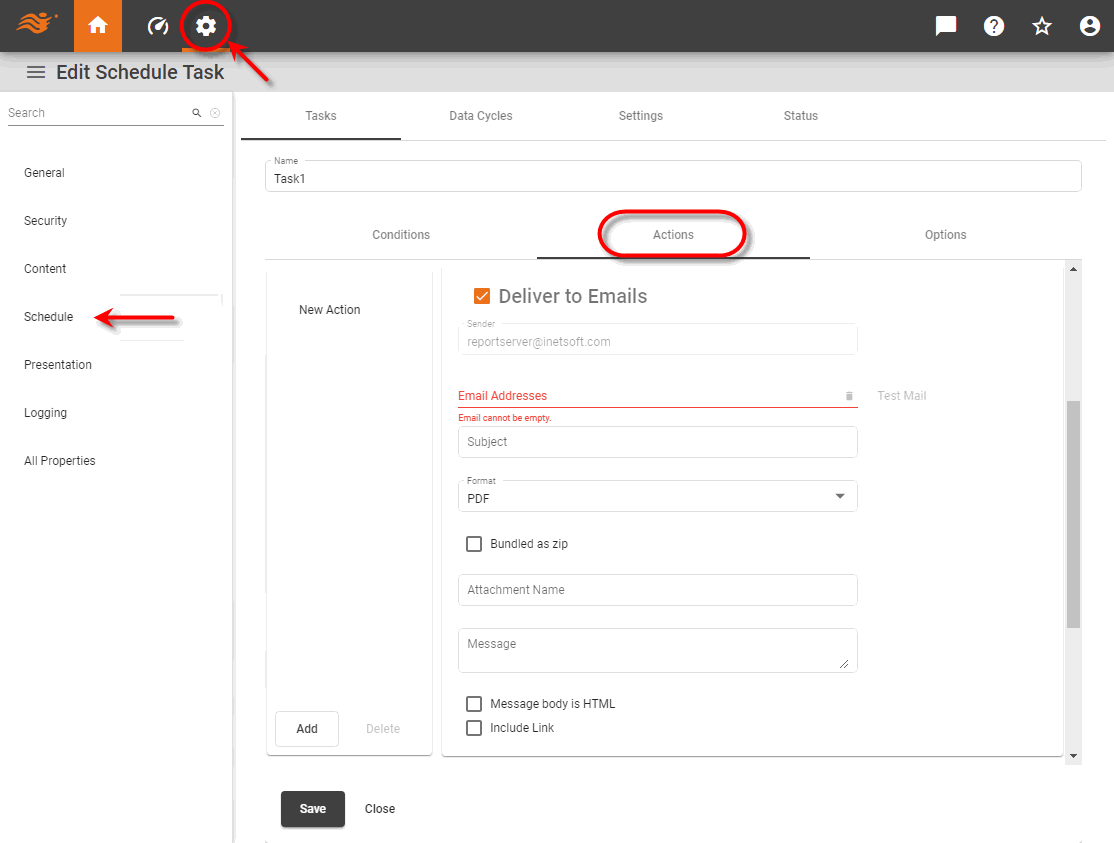 Edit Schedule Task
Search
General
Security
Content
Schedule
Presentation
Logging
All Properties
Tasks Data Cycles Settings Status
Name
Task1
Conditions Actions Options
New Action
Add Delete
Deliver to Emails
Sender
reportserver@inetsoft.com
Email Addresses Test Mail
Email cannot be empty.
Subject
Format
PDF
Bundled as zip
Attachment Name
Message
Message body is HTML
Include Link
Save Close